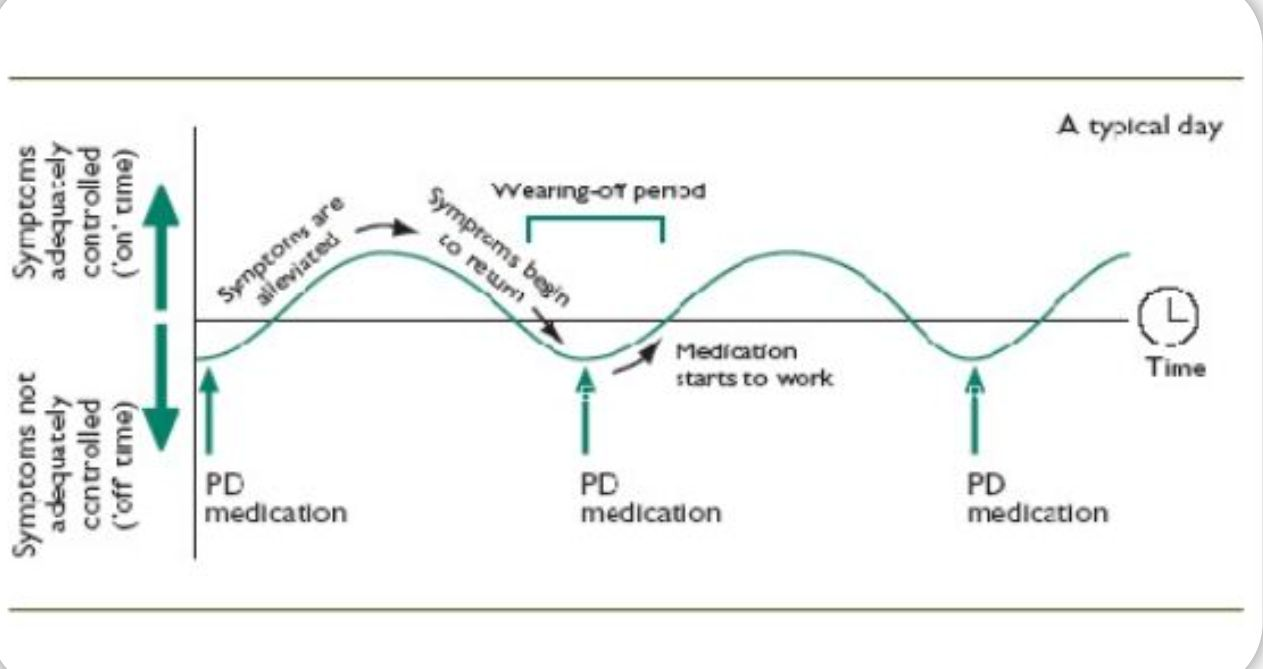 A typical day
Symptoms
adequately
controlled
('on' time)
Symptoms not
adequately
controlled
('off' time)
Symptoms are
alleviated
Symptoms begin
to return
Wearing-off period
Medication
starts to work
Time
PD
medication
PD
medication
PD
medication